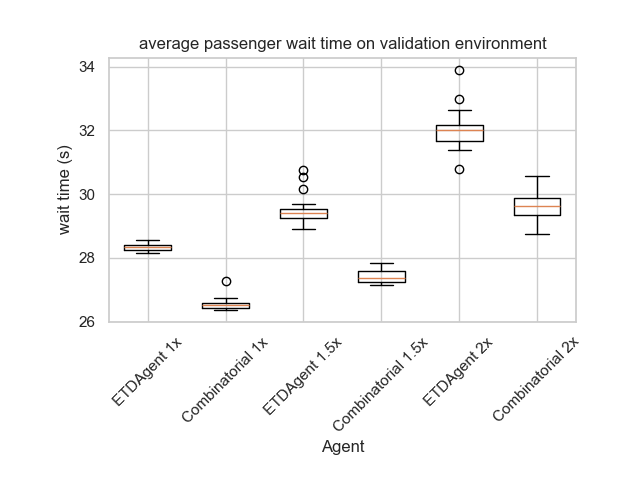 average passenger wait time on validation environment
34
32
30
28
26
wait time (s)
ETDAgent 1x
Combinatorial 1x
ETDAgent 1.5x
Combinatorial 1.5x
ETDAgent 2x
Combinatorial 2x
Agent